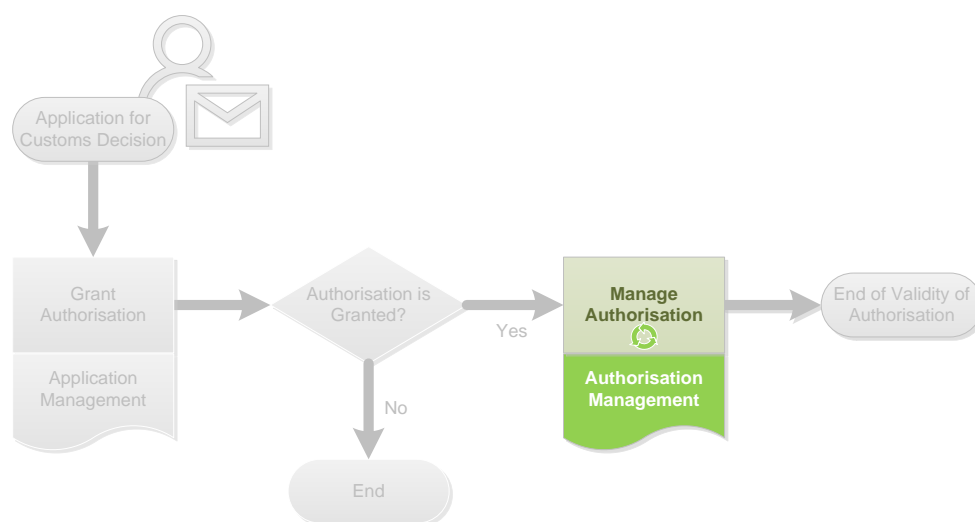 Application for
Customs Decision
Grant
Authorisation
Application
Management
Authorisation is
Granted?
Yes
No
End
Manage
Authorisation
Authorisation
Management
End of Validity of
Authorisation